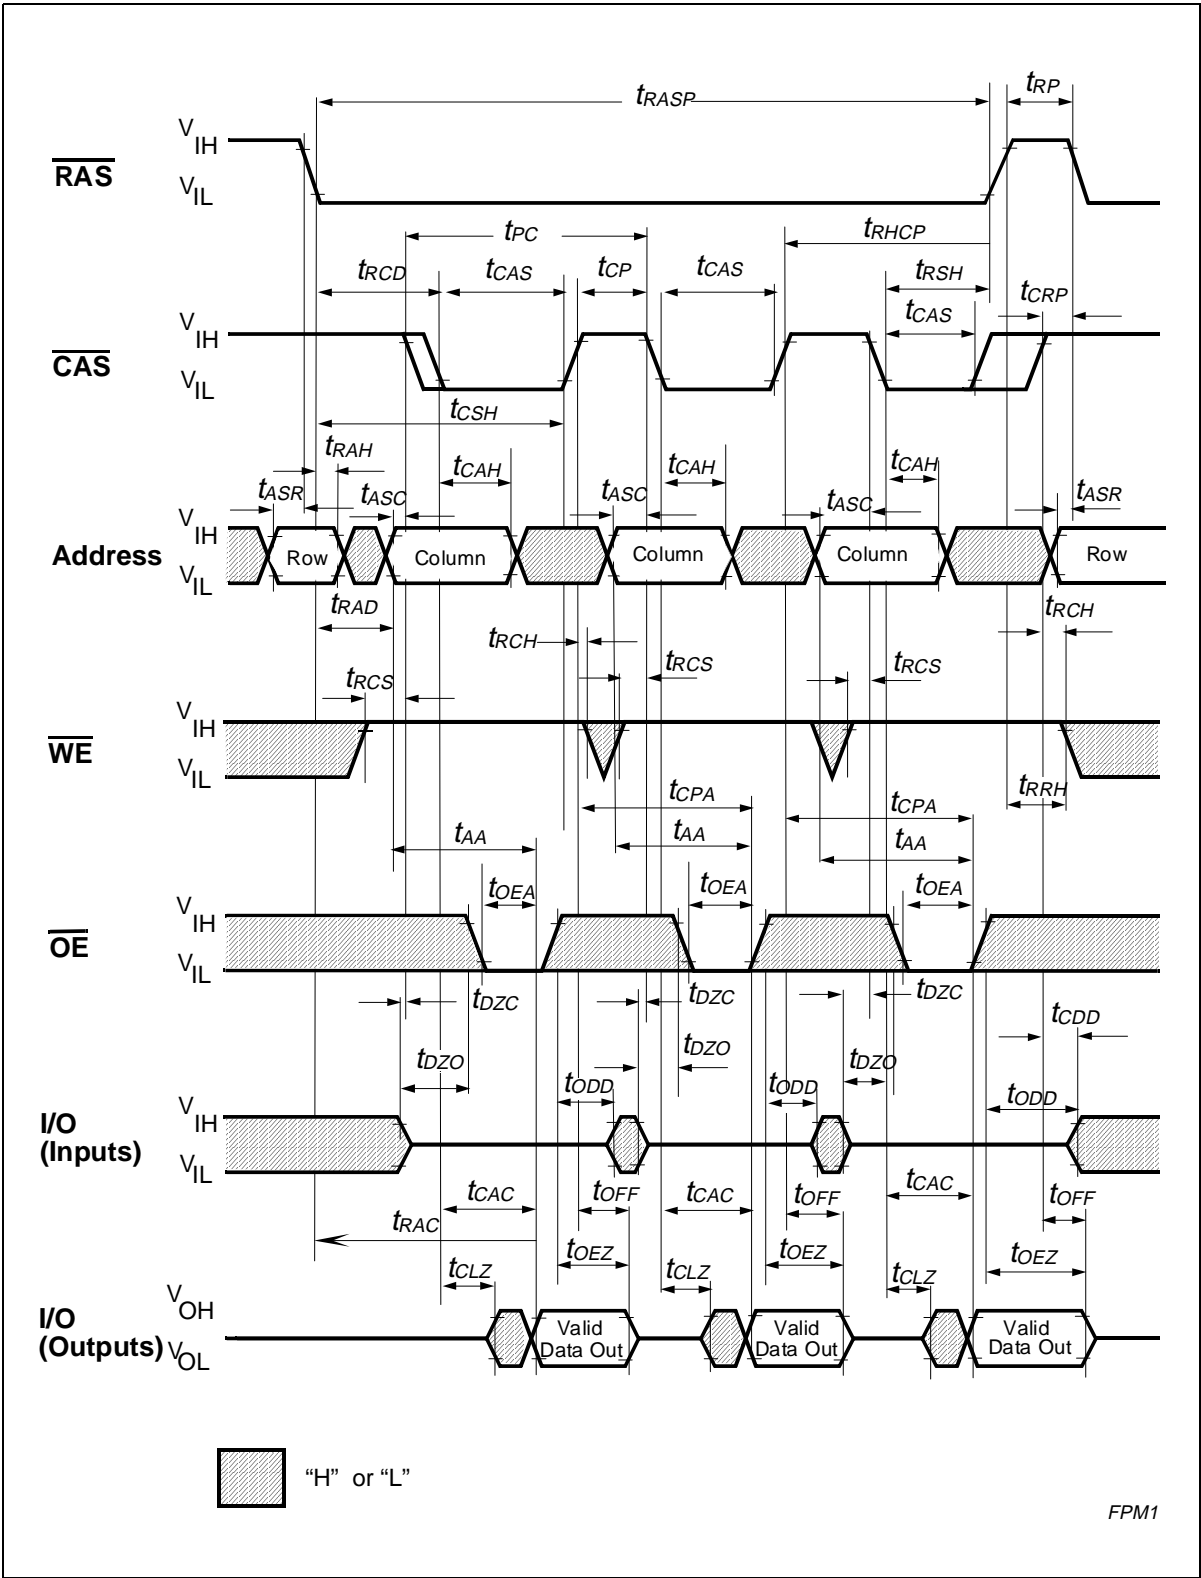 tRASP
tRP
RAS
VIH
VIL
tPC
tRHCP
tRCD
tCAS
tCP
tCAS
tRSH
tCAS
tCRP
CAS
VIH
VIL
tCSH
tRAH
tCAH
tCAH
tCAH
tASR
tASC
tASC
tASC
tASR
Address
VIH
VIL
Row
Column
Column
Column
Row
tRAD
tRCH
tRCH
tRCS
tRCS
tRCS
WE
VIH
VIL
tCPA
tCPA
tRRH
tAA
tAA
tAA
tOEA
tOEA
tOEA
OE
VIH
VIL
tDZC
tDZC
tDZC
tCDD
tDZO
tDZO
tDZO
tODD
tODD
tODD
I/O
(Inputs)
VIH
VIL
tCAC
tOFF
tCAC
tOFF
tCAC
tOFF
tRAC
tOEZ
tOEZ
tOEZ
tCLZ
tCLZ
tCLZ
I/O
(Outputs)
VOH
VOL
Valid
Data Out
Valid
Data Out
Valid
Data Out
“H” or “L”
FPM1